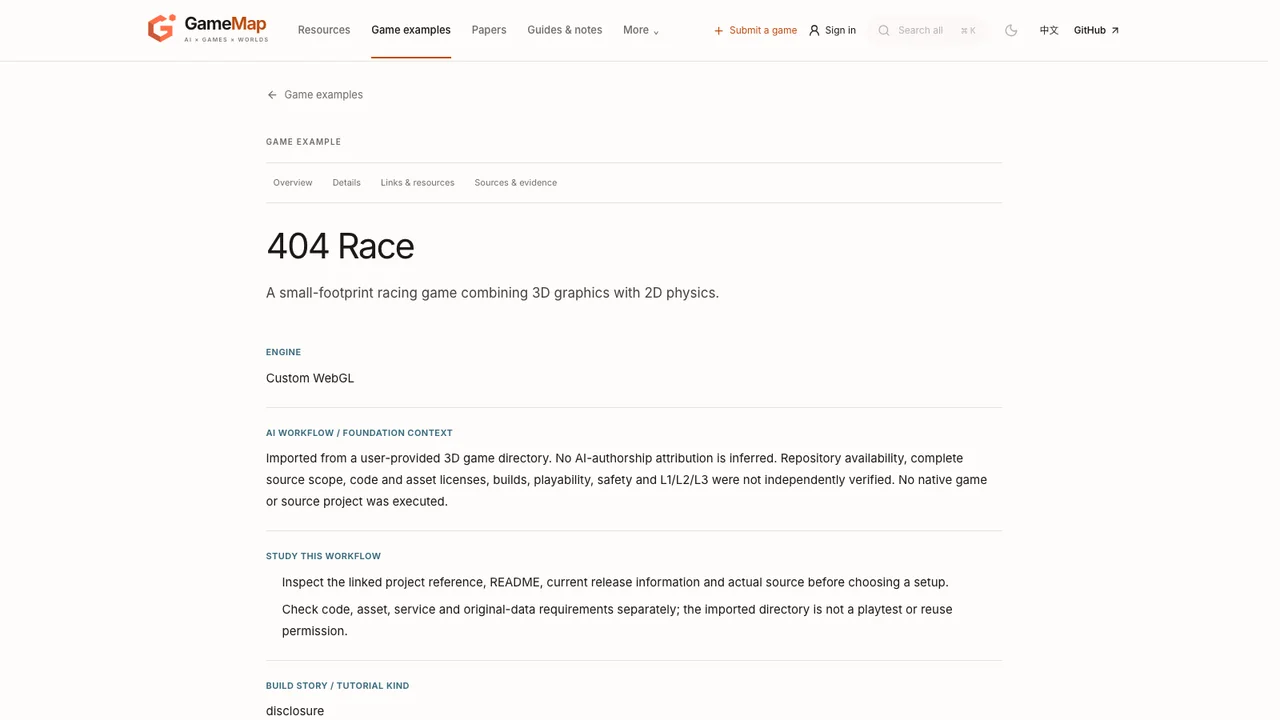 GameMap
AI × GAMES × WORLDS
Resources
Game examples
Papers
Guides & notes
More
+ Submit a game
Sign in
Search all
⌘ K
中文
GitHub ↗
← Game examples
GAME EXAMPLE
Overview
Details
Links & resources
Sources & evidence
404 Race
A small-footprint racing game combining 3D graphics with 2D physics.
ENGINE
Custom WebGL
AI WORKFLOW / FOUNDATION CONTEXT
Imported from a user-provided 3D game directory. No AI-authorship attribution is inferred. Repository availability, complete
source scope, code and asset licenses, builds, playability, safety and L1/L2/L3 were not independently verified. No native game
or source project was executed.
STUDY THIS WORKFLOW
Inspect the linked project reference, README, current release information and actual source before choosing a setup.
Check code, asset, service and original-data requirements separately; the imported directory is not a playtest or reuse
permission.
BUILD STORY / TUTORIAL KIND
disclosure